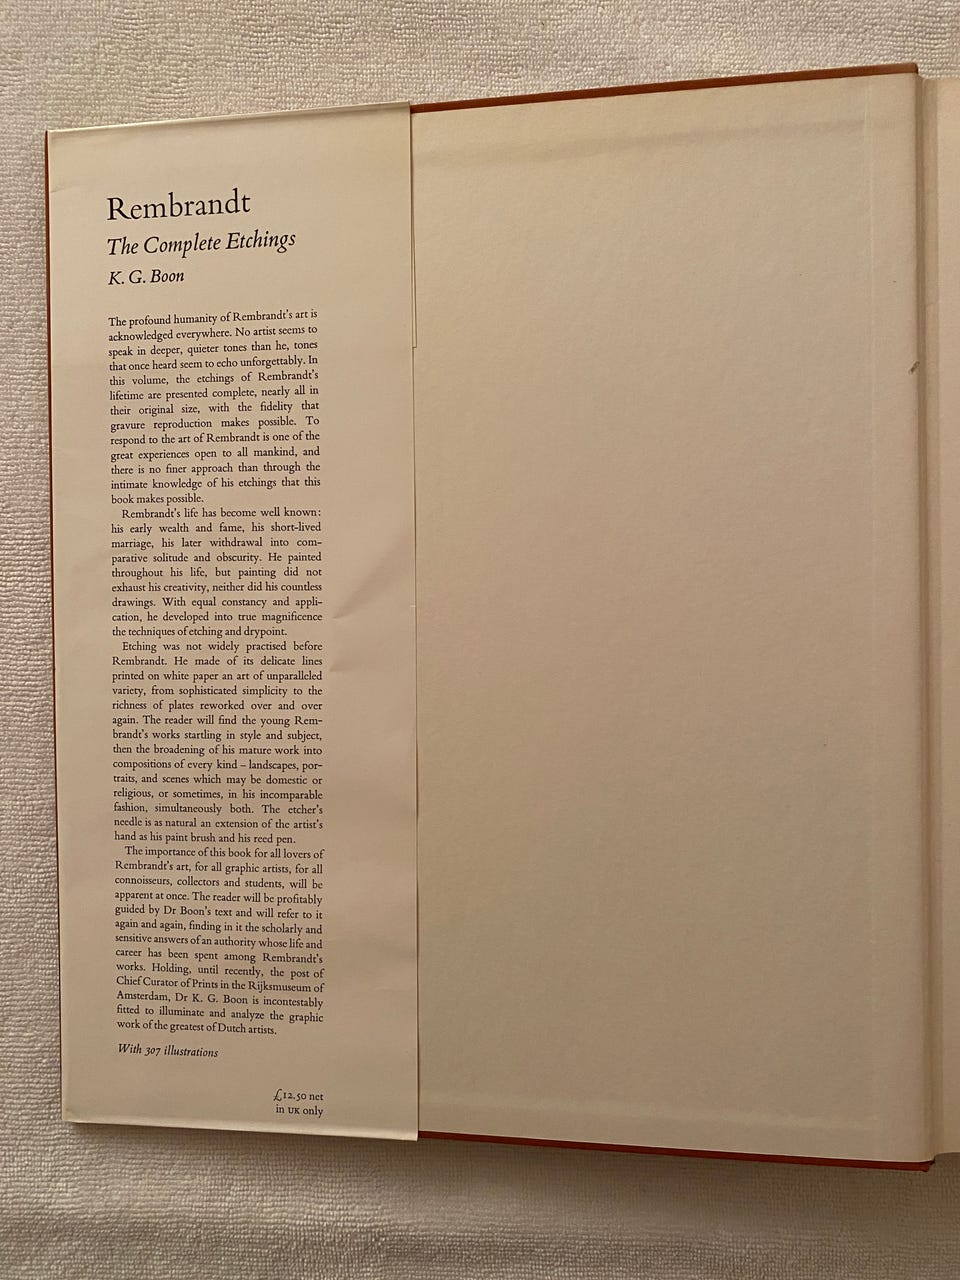 Rembrandt
The Complete Etchings
K. G. Boon
The profound humanity of Rembrandt's art is
acknowledged everywhere. No artist seems to
speak in deeper, quieter tones than he, tones
that once heard seem to echo unforgettably. In
this volume, the etchings of Rembrandt's
lifetime are presented complete, nearly all in
their original size, with the fidelity that
gravure reproduction makes possible. To
respond to the art of Rembrandt is one of the
great experiences open to all mankind, and
there is no finer approach than through the
intimate knowledge of his etchings that this
book makes possible.
Rembrandt's life has become well known:
his early wealth and fame, his short-lived
marriage, his later withdrawal into com-
parative solitude and obscurity. He painted
throughout his life, but painting did not
exhaust his creativity, neither did his countless
drawings. With equal constancy and appli-
cation, he developed into true magnificence
the techniques of etching and drypoint.
Etching was not widely practised before
Rembrandt. He made of its delicate lines
printed on white paper an art of unparalleled
variety, from sophisticated simplicity to the
richness of plates reworked over and over
again. The reader will find the young Rem-
brandt's works startling in style and subject,
then the broadening of his mature work into
compositions of every kind – landscapes, por-
traits, and scenes which may be domestic or
religious, or sometimes, in his incomparable
fashion, simultaneously both. The etcher's
needle is as natural an extension of the artist's
hand as his paint brush and his reed pen.
The importance of this book for all lovers of
Rembrandt's art, for all graphic artists, for all
connoisseurs, collectors and students, will be
apparent at once. The reader will be profitably
guided by Dr Boon's text and will refer to it
again and again, finding in it the scholarly and
sensitive answers of an authority whose life and
career has been spent among Rembrandt's
works. Holding, until recently, the post of
Chief Curator of Prints in the Rijksmuseum of
Amsterdam, Dr K. G. Boon is incontestably
fitted to illuminate and analyze the graphic
work of the greatest of Dutch artists.
With 307 illustrations
£12.50 net
in UK only